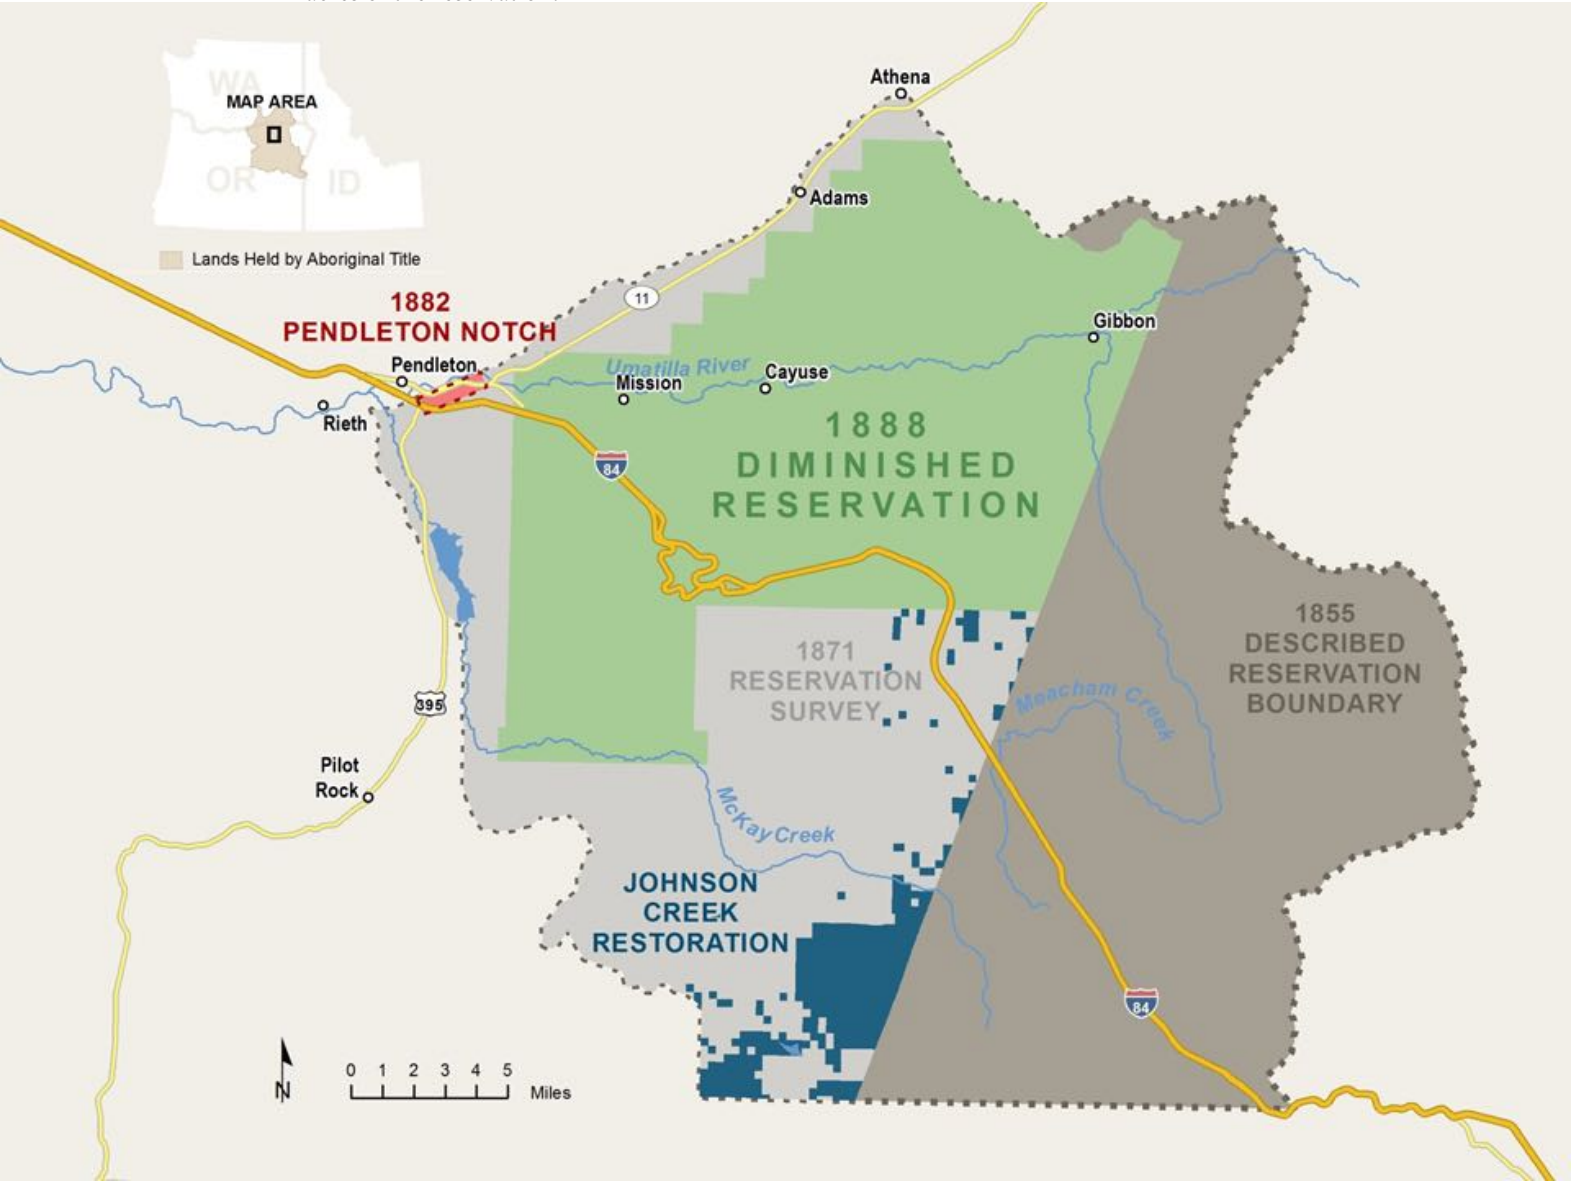 WA
MAP AREA
OR
ID
Lands Held by Aboriginal Title
Athena
Adams
11
1882
PENDLETON NOTCH
Pendleton
Rieth
Umatilla River
Mission
Cayuse
Gibbon
1888
DIMINISHED
RESERVATION
84
1871
RESERVATION
SURVEY
1855
DESCRIBED
RESERVATION
BOUNDARY
Meacham Creek
395
Pilot
Rock
McKay Creek
JOHNSON
CREEK
RESTORATION
84
N
0 1 2 3 4 5
Miles